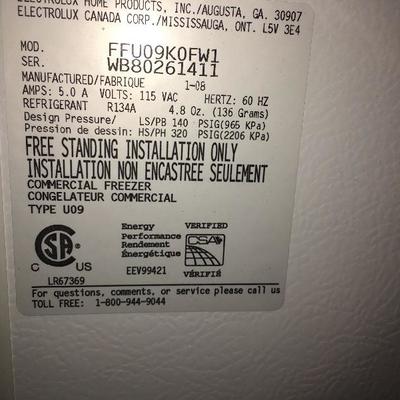 ELECTROLUX HOME PRODUCTS, INC./AUGUSTA, GA. 30907
ELECTROLUX CANADA CORP./MISSISSAUGA, ONT. L5V 3E4
MOD. FFU09K0FW1
SER. WB80261411
MANUFACTURED/FABRIQUE 1-08
AMPS: 5.0 A VOLTS: 115 VAC HERTZ: 60 HZ
REFRIGERANT R134A 4.8 Oz. (136 Grams)
Design Pressure/ LS/PB 140 PSIG(965 KPa)
Pression de dessin: HS/PH 320 PSIG(2206 KPa)
FREE STANDING INSTALLATION ONLY
INSTALLATION NON ENCASTREE SEULEMENT
COMMERCIAL FREEZER
CONGELATEUR COMMERCIAL
TYPE U09
SA
C US
LR67369
Energy
Performance
Rendement
Énergétique
EEV99421
VERIFIED
CSA
VÉRIFIÉ
For questions, comments, or service please call us
TOLL FREE: 1-800-944-9044